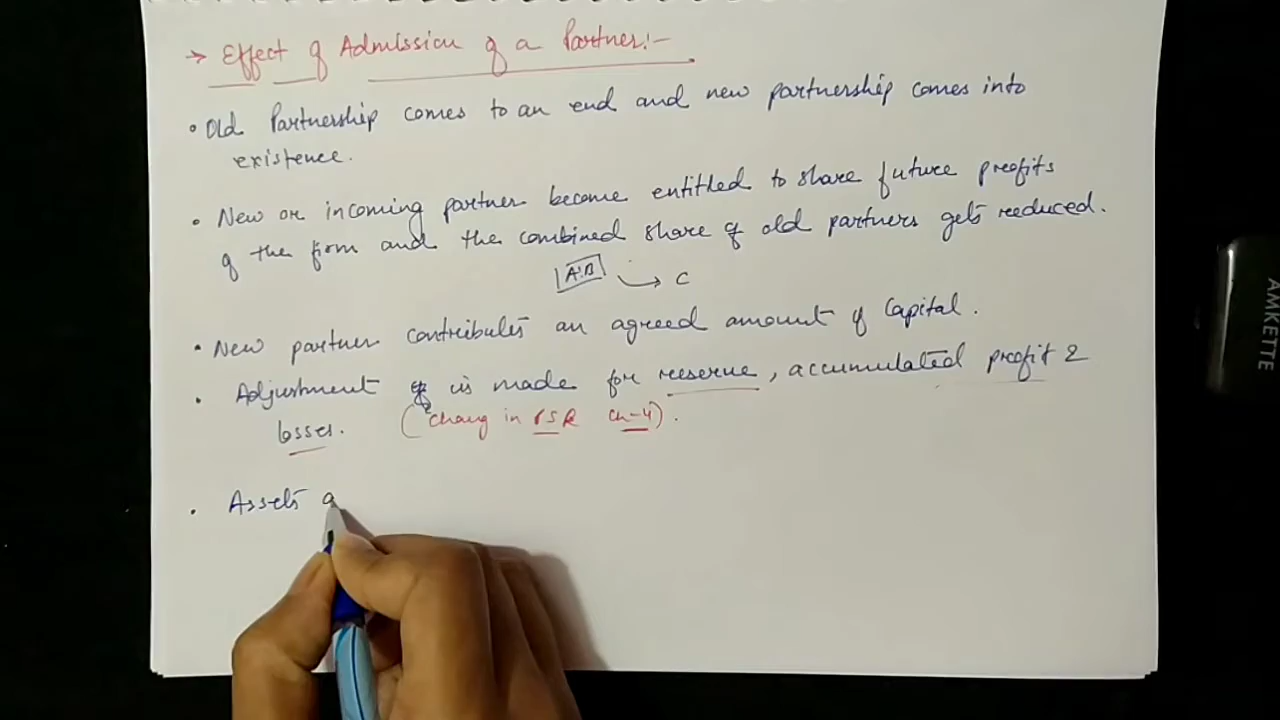 → Effect of Admission of a Partner:-
• Old Partnership comes to an end and new partnership comes into
existence.
• New or incoming partner become entitled to share future profits
of the firm and the combined share of old partners gets reduced.
A:B → C
• New partner contributes an agreed amount of Capital.
• Adjustment is made for reserve, accumulated profit &
losses. (Chang in PSR Ch-4).
• Assets a
AMKETTE